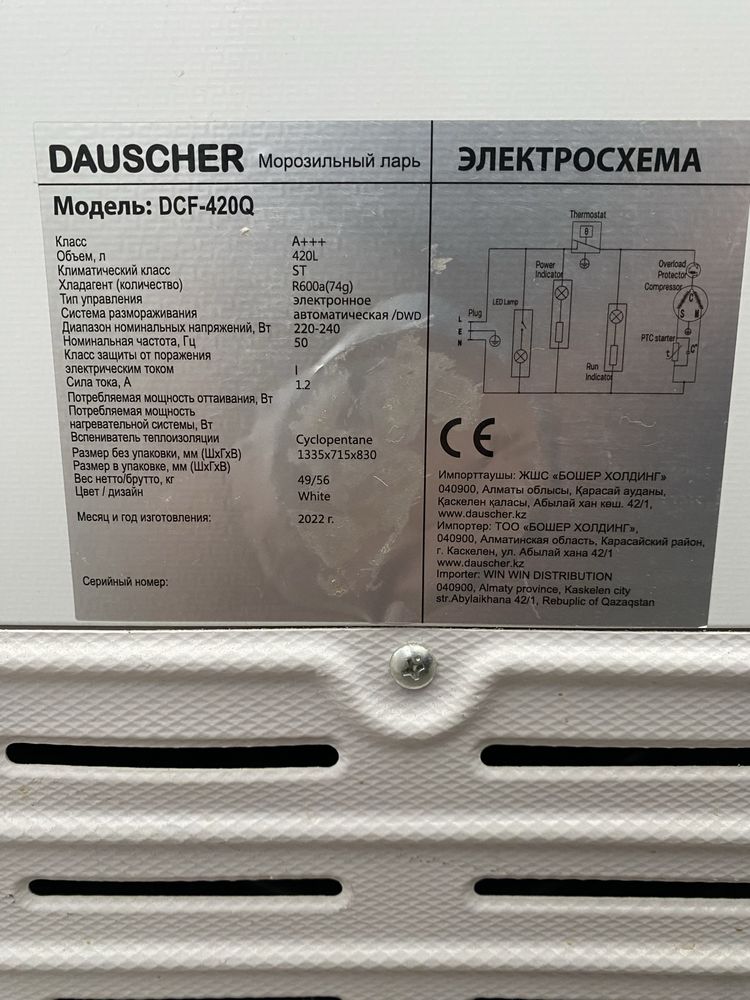 DAUSCHER Морозильный ларь
Модель: DCF-420Q
Класс A+++
Объем, л 420L
Климатический класс ST
Хладагент (количество) R600a(74g)
Тип управления электронное
Система размораживания автоматическая /DWD
Диапазон номинальных напряжений, Вт 220-240
Номинальная частота, Гц 50
Класс защиты от поражения
электрическим током I
Сила тока, А 1.2
Потребляемая мощность оттаивания, Вт
Потребляемая мощность
нагревательной системы, Вт
Вспениватель теплоизоляции Cyclopentane
Размер без упаковки, мм (ШхГхВ) 1335x715x830
Размер в упаковке, мм (ШхГхВ)
Вес нетто/брутто, кг 49/56
Цвет / дизайн White
Месяц и год изготовления: 2022 г.
Серийный номер:
ЭЛЕКТРОСХЕМА
Thermostat
θ
Power
Indicator
Overload
Protector
Compressor
LED Lamp
Plug
L
E
N
C
S M
PTC starter
t
C*
Run
Indicator
CE
Импорттаушы: ЖШС «БОШЕР ХОЛДИНГ»
040900, Алматы облысы, Қарасай ауданы,
Қаскелен қаласы, Абылай хан көш. 42/1,
www.dauscher.kz
Импортер: ТОО «БОШЕР ХОЛДИНГ»,
040900, Алматинская область, Карасайский район,
г. Каскелен, ул. Абылай хана 42/1
www.dauscher.kz
Importer: WIN WIN DISTRIBUTION
040900, Almaty province, Kaskelen city
str.Abylaikhana 42/1, Rebuplic of Qazaqstan